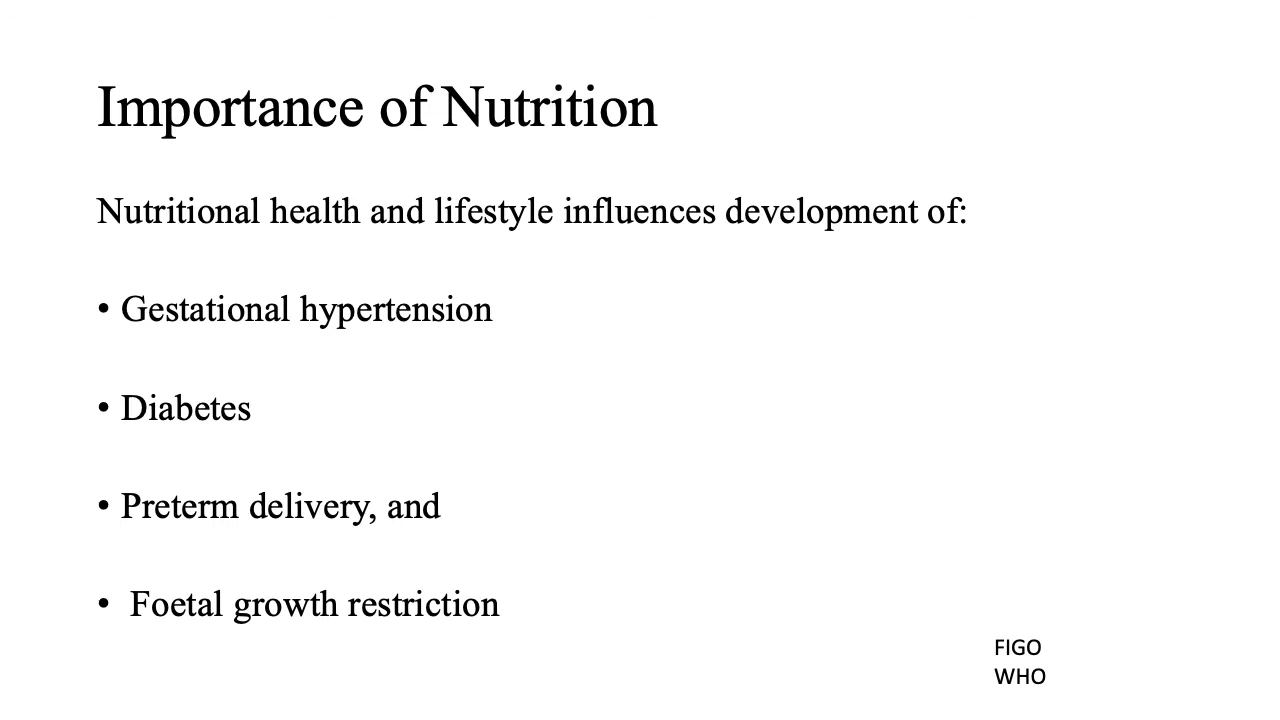 Importance of Nutrition
Nutritional health and lifestyle influences development of:
• Gestational hypertension
• Diabetes
• Preterm delivery, and
• Foetal growth restriction
FIGO
WHO